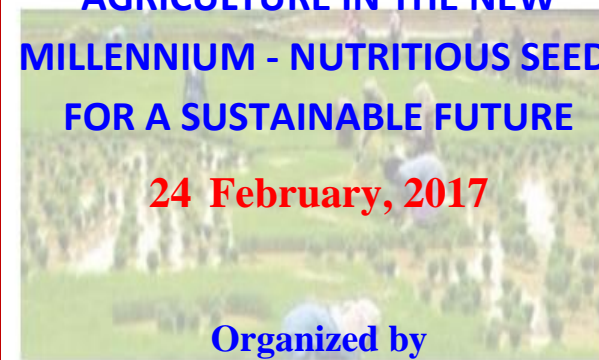 AGRICULTURE IN THE NEW
MILLENNIUM - NUTRITIOUS SEED
FOR A SUSTAINABLE FUTURE
24 February, 2017
Organized by